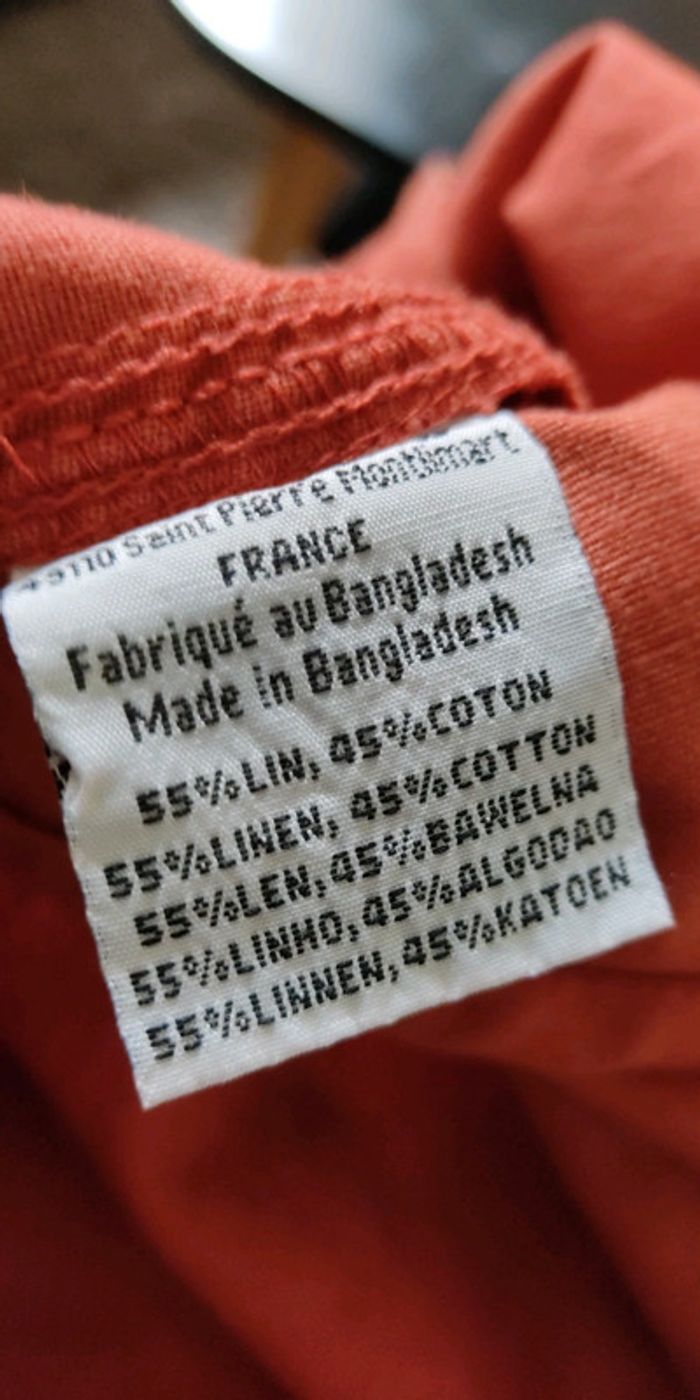 Saint Pierre Montlimart
FRANCE
Fabriqué au Bangladesh
Made in Bangladesh
55%LIN, 45%COTON
55%LINEN, 45%COTTON
55%LEN,45%BAWELNA
55%LINHO,45%ALGODAO
55%LINNEN,45%KATOEN